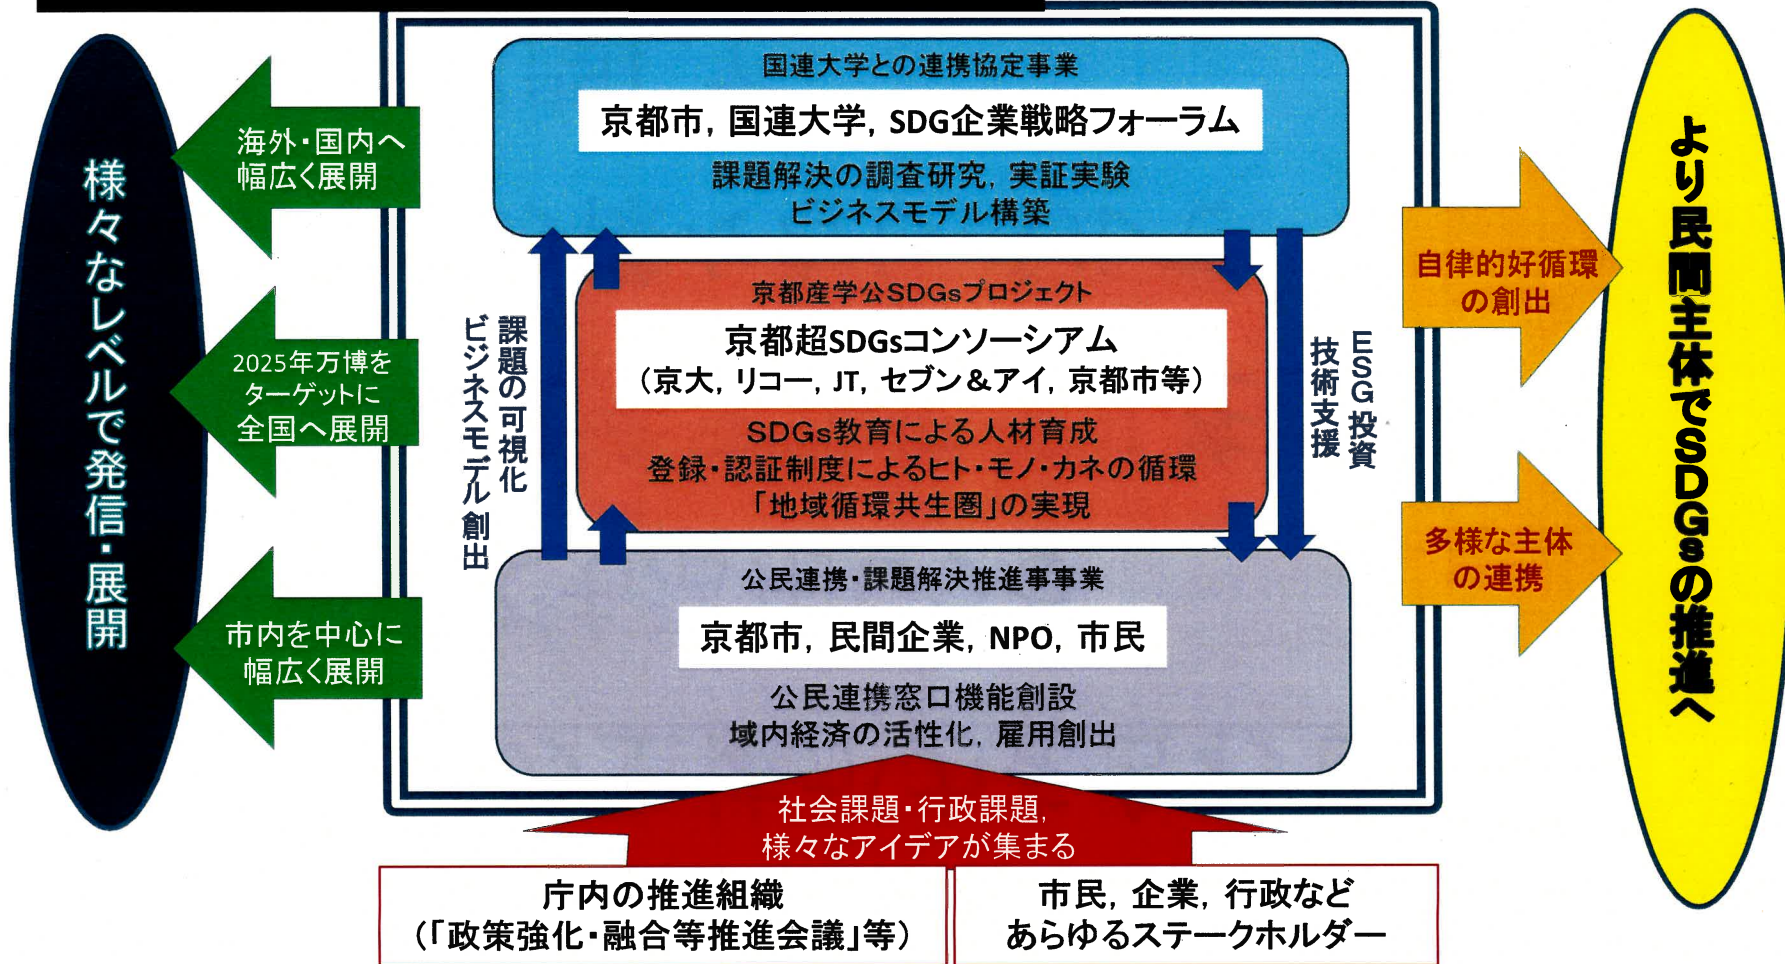 様々なレベルで発信・展開
海外・国内へ
幅広く展開
2025年万博を
ターゲットに
全国へ展開
市内を中心に
幅広く展開
国連大学との連携協定事業
京都市，国連大学，SDG企業戦略フォーラム
課題解決の調査研究，実証実験
ビジネスモデル構築
課題の可視化
ビジネスモデル創出
京都産学公SDGsプロジェクト
京都超SDGsコンソーシアム
（京大，リコー，JT，セブン＆アイ，京都市等）
SDGs教育による人材育成
登録・認証制度によるヒト・モノ・カネの循環
「地域循環共生圏」の実現
ESG投資
技術支援
公民連携・課題解決推進事事業
京都市，民間企業，NPO，市民
公民連携窓口機能創設
域内経済の活性化，雇用創出
社会課題・行政課題，
様々なアイデアが集まる
庁内の推進組織
（「政策強化・融合等推進会議」等）
市民，企業，行政など
あらゆるステークホルダー
自律的好循環
の創出
多様な主体
の連携
より民間主体でSDGsの推進へ